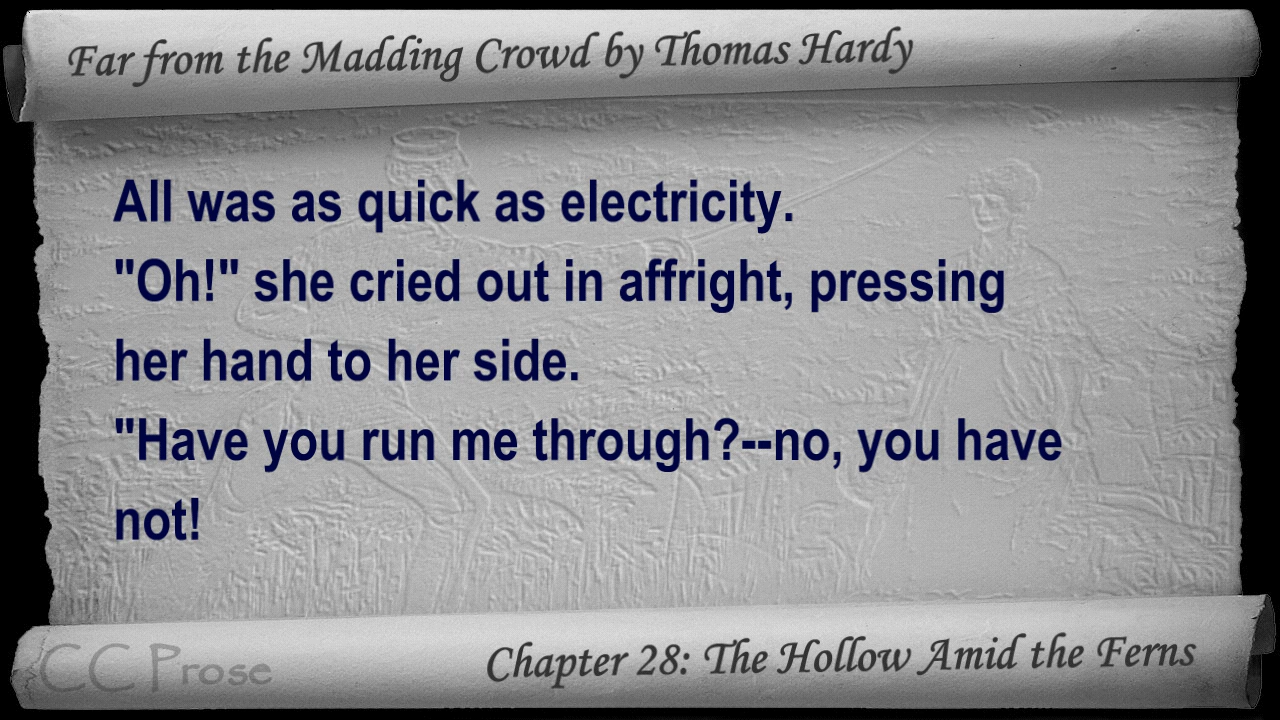 Far from the Madding Crowd by Thomas Hardy
All was as quick as electricity.
"Oh!" she cried out in affright, pressing
her hand to her side.
"Have you run me through?--no, you have
not!
CC Prose
Chapter 28: The Hollow Amid the Ferns